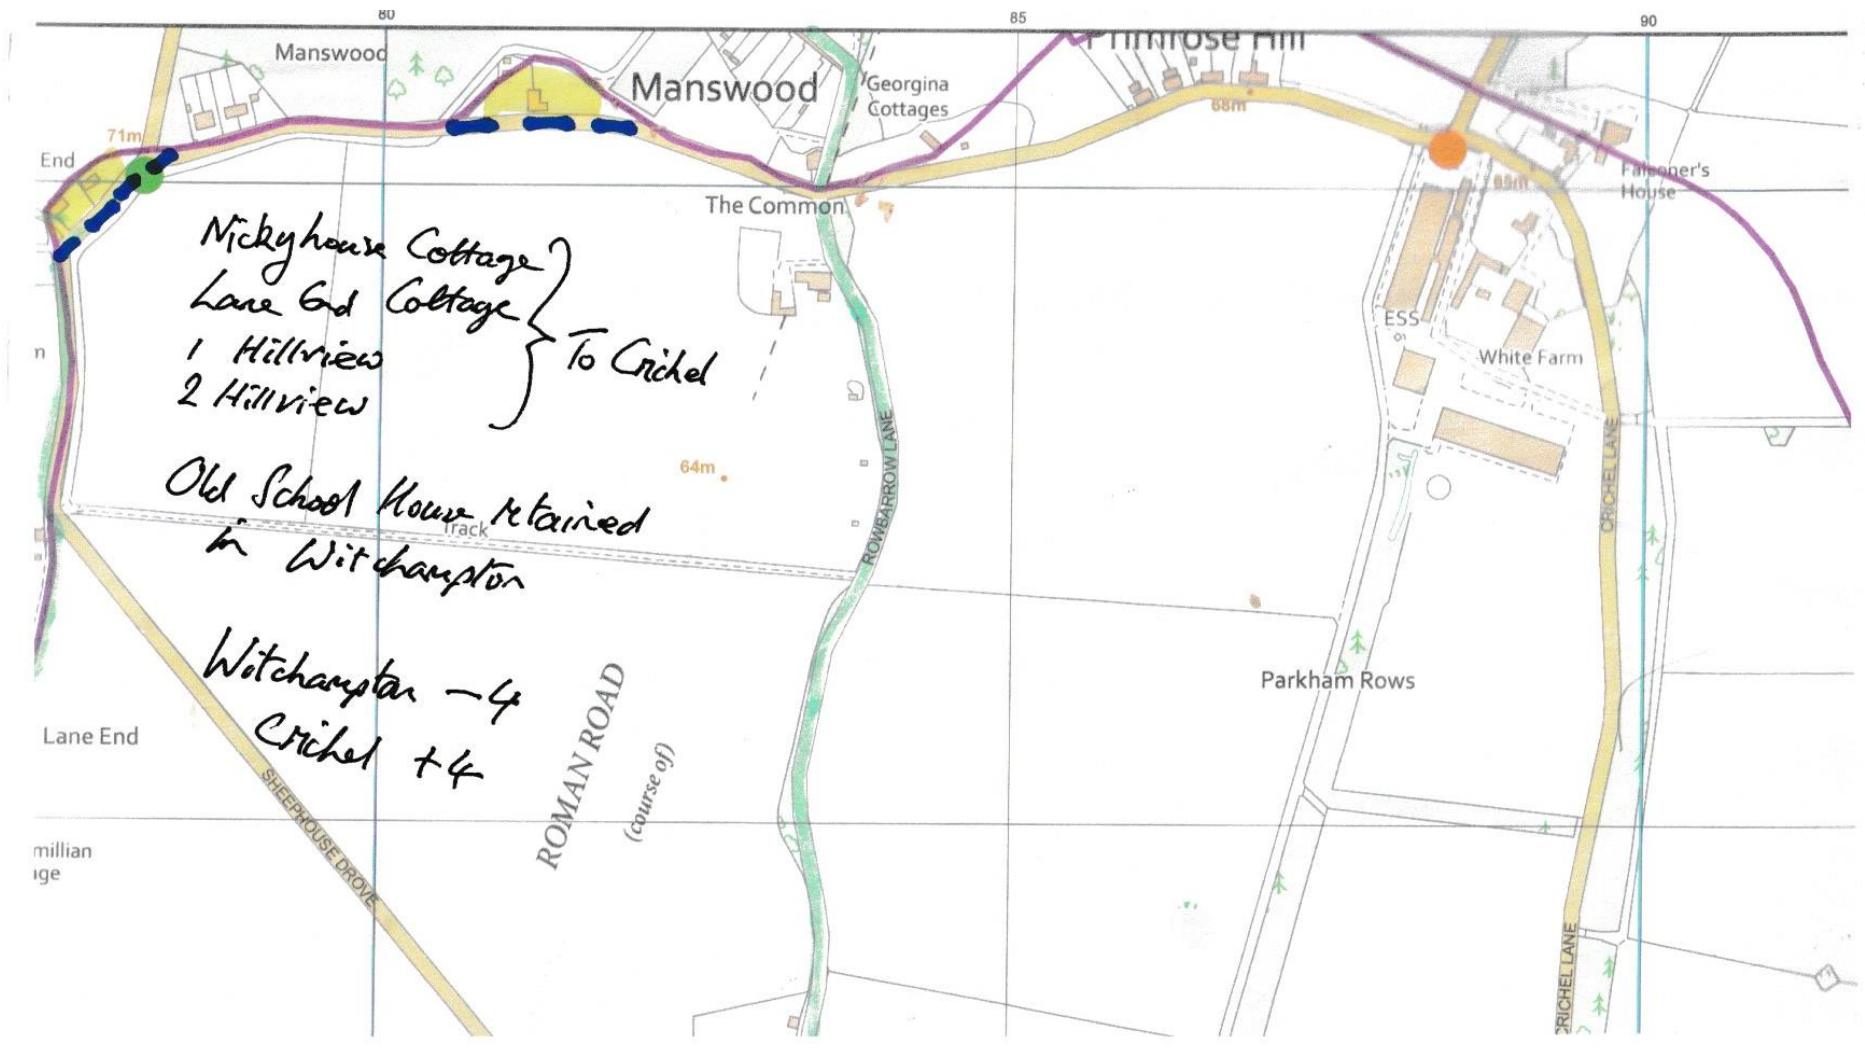 80
85
90
Manswood
Primrose Hill
Manswood
Georgina
Cottages
71m
68m
End
Falconer's
House
69m
The Common
Nickyhouse Cottage
Lane End Cottage
1 Hillview
2 Hillview
To Crichel
ESS
White Farm
64m
ROWBARROW LANE
CRICHEL LANE
Old School House retained
in Witchampton
Track
Witchampton -4
Crichel +4
Parkham Rows
Lane End
ROMAN ROAD
(course of)
SHEEPHOUSE DROVE
millian
age
CRICHEL LANE